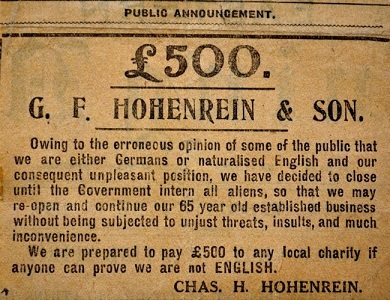 PUBLIC ANNOUNCEMENT.
£500.
G. F. HOHENREIN & SON.
Owing to the erroneous opinion of some of the public that
we are either Germans or naturalised English and our
consequent unpleasant position, we have decided to close
until the Government intern all aliens, so that we may
re-open and continue our 65 year old established business
without being subjected to unjust threats, insults, and much
inconvenience.
We are prepared to pay £500 to any local charity if
anyone can prove we are not ENGLISH.
CHAS. H. HOHENREIN.